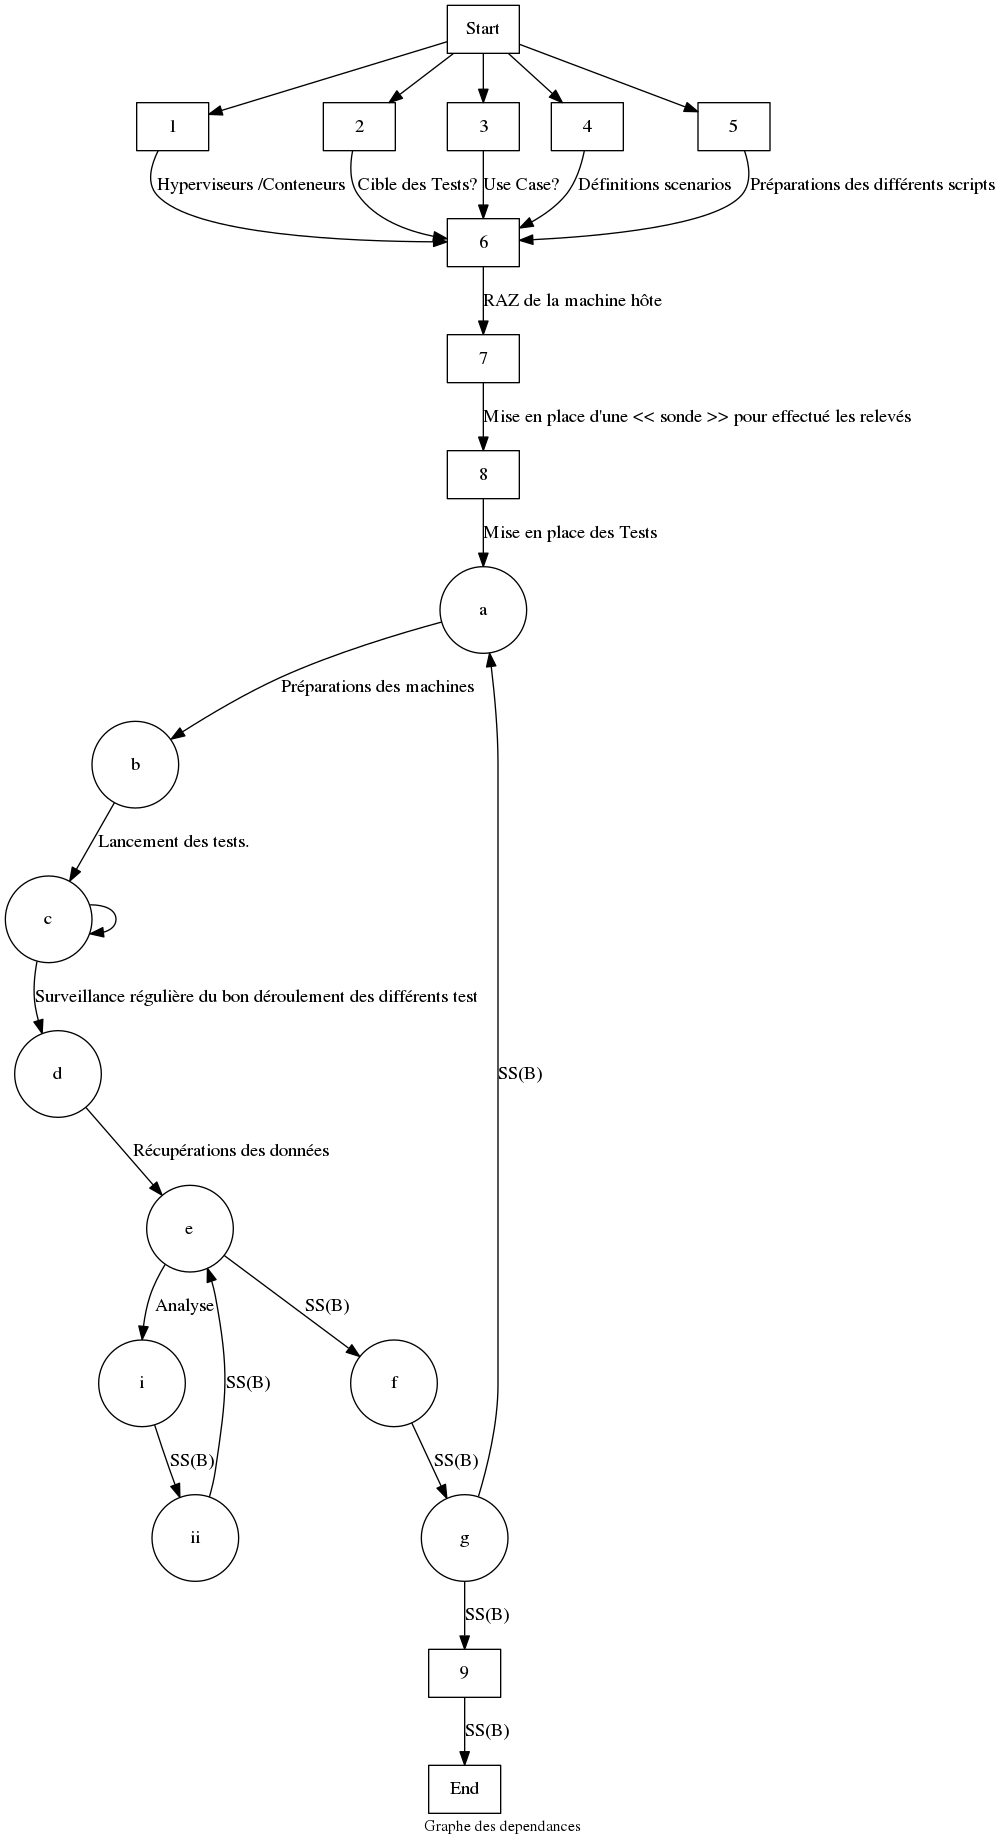 Start
1
2
3
4
5
Hyperviseurs /Conteneurs
Cible des Tests?
Use Case?
Définitions scenarios
Préparations des différents scripts
6
RAZ de la machine hôte
7
Mise en place d'une << sonde >> pour effectué les relevés
8
Mise en place des Tests
a
Préparations des machines
b
Lancement des tests.
c
Surveillance régulière du bon déroulement des différents test
d
SS(B)
Récupérations des données
e
Analyse
SS(B)
i
SS(B)
f
SS(B)
SS(B)
ii
g
SS(B)
9
SS(B)
End
Graphe des dependances